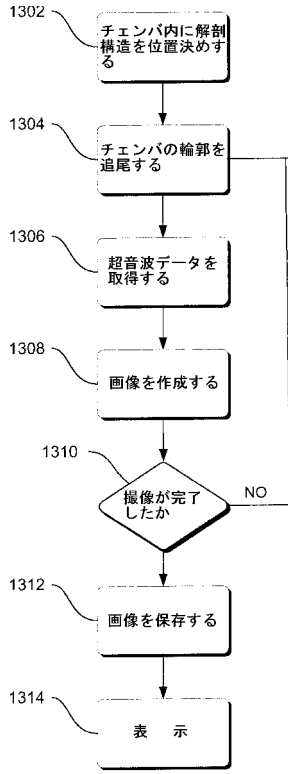 1302
チェンバ内に解剖
構造を位置決めす
る
1304
チェンバの輪郭を
追尾する
1306
超音波データを
取得する
1308
画像を作成する
1310
撮像が完了
したか
NO
1312
画像を保存する
1314
表 示